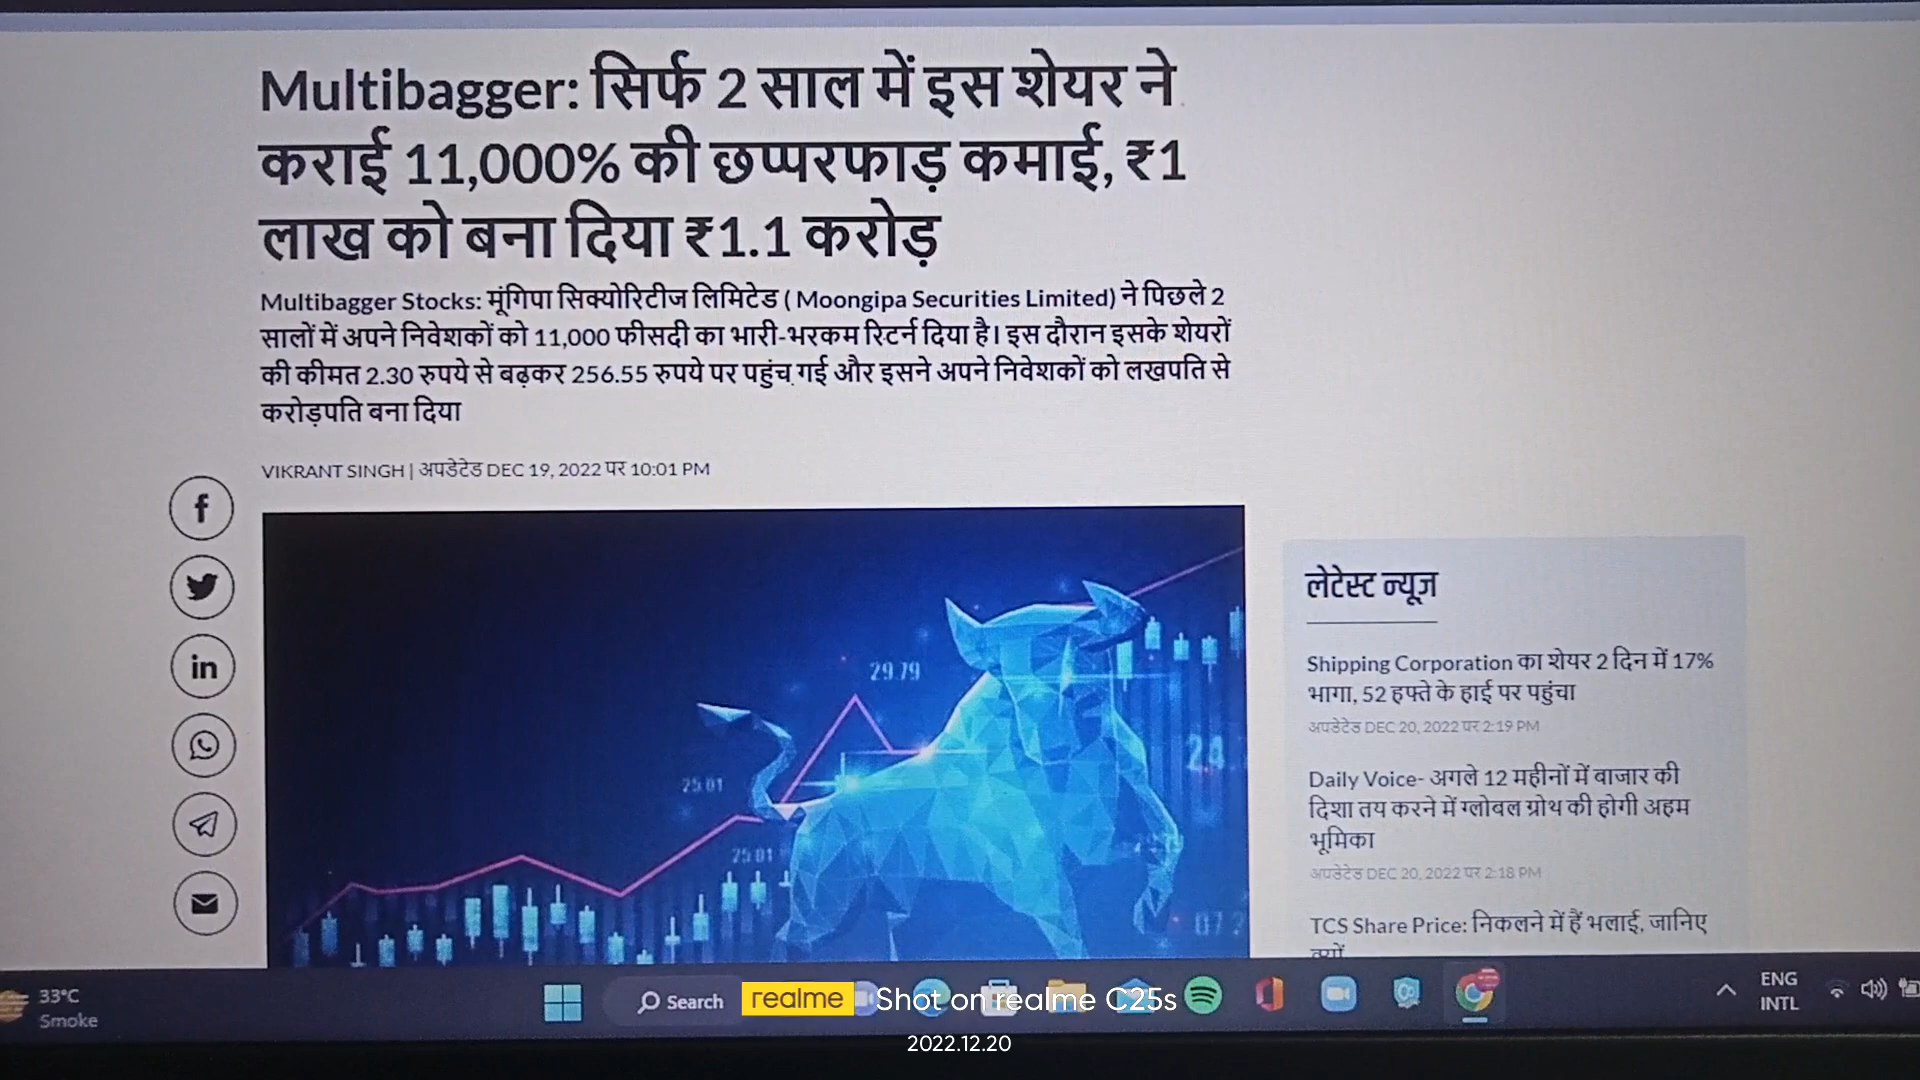 Multibagger: सिर्फ 2 साल में इस शेयर ने
कराई 11,000% की छप्परफाड़ कमाई, ₹1
लाख को बना दिया ₹1.1 करोड़
Multibagger Stocks: मूंगिपा सिक्योरिटीज लिमिटेड ( Moongipa Securities Limited) ने पिछले 2
सालों में अपने निवेशकों को 11,000 फीसदी का भारी-भरकम रिटर्न दिया है। इस दौरान इसके शेयरों
की कीमत 2.30 रुपये से बढ़कर 256.55 रुपये पर पहुंच गई और इसने अपने निवेशकों को लखपति से
करोड़पति बना दिया
VIKRANT SINGH | अपडेटेड DEC 19, 2022 पर 10:01 PM
29.79
25.01
25.01
24
07.2
लेटेस्ट न्यूज़
Shipping Corporation का शेयर 2 दिन में 17%
भागा, 52 हफ्ते के हाई पर पहुंचा
अपडेटेड DEC 20, 2022 पर 2:19 PM
Daily Voice- अगले 12 महीनों में बाजार की
दिशा तय करने में ग्लोबल ग्रोथ की होगी अहम
भूमिका
अपडेटेड DEC 20, 2022 पर 2:18 PM
TCS Share Price: निकलने में हैं भलाई, जानिए
क्यों
33°C
Smoke
Search
realme Shot on realme C25s
2022.12.20
ENG
INTL